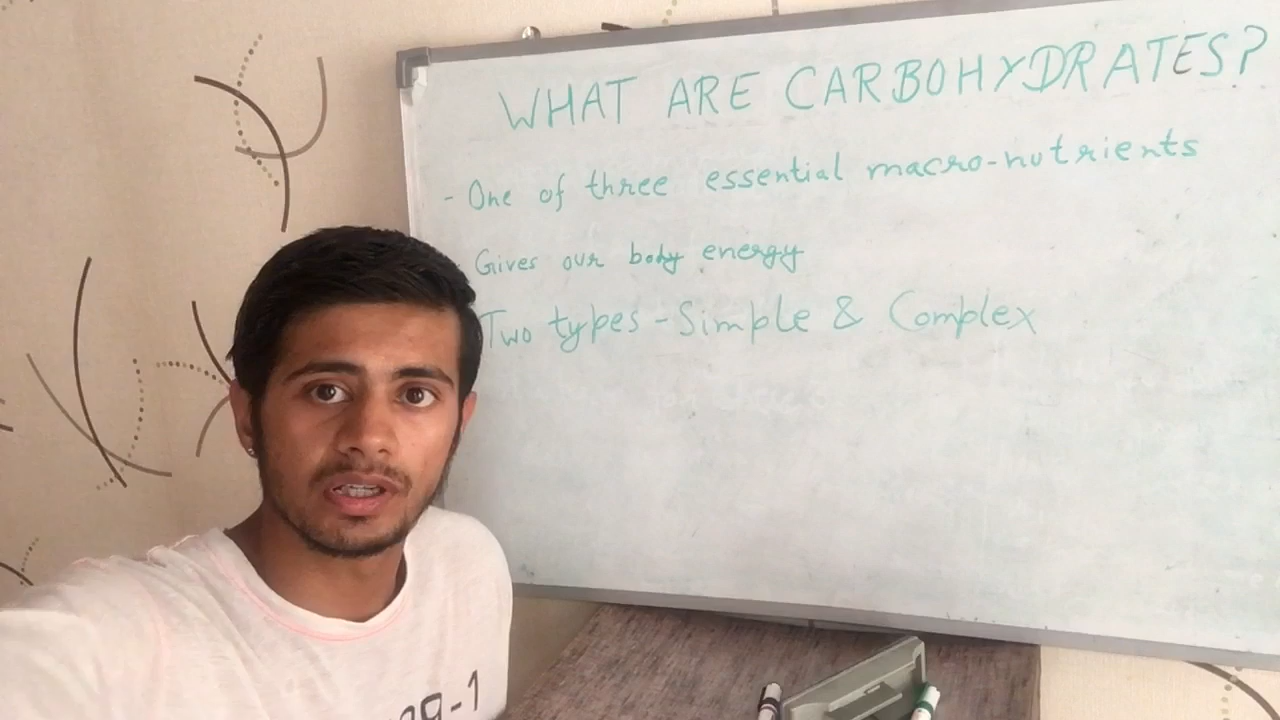 WHAT ARE CARBOHYDRATES?
- One of three essential macro-nutrients
Gives our body energy
Two types - Simple & Complex